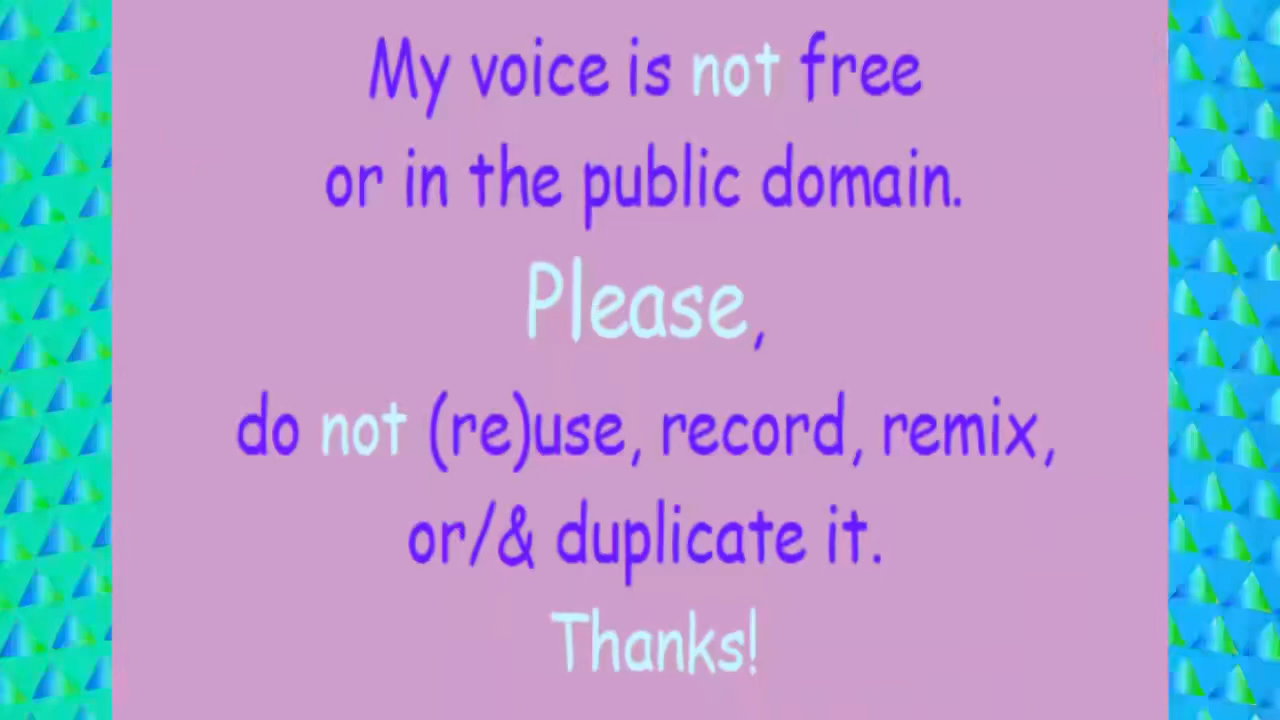 My voice is not free
or in the public domain.
Please,
do not (re)use, record, remix,
or/& duplicate it.
Thanks!